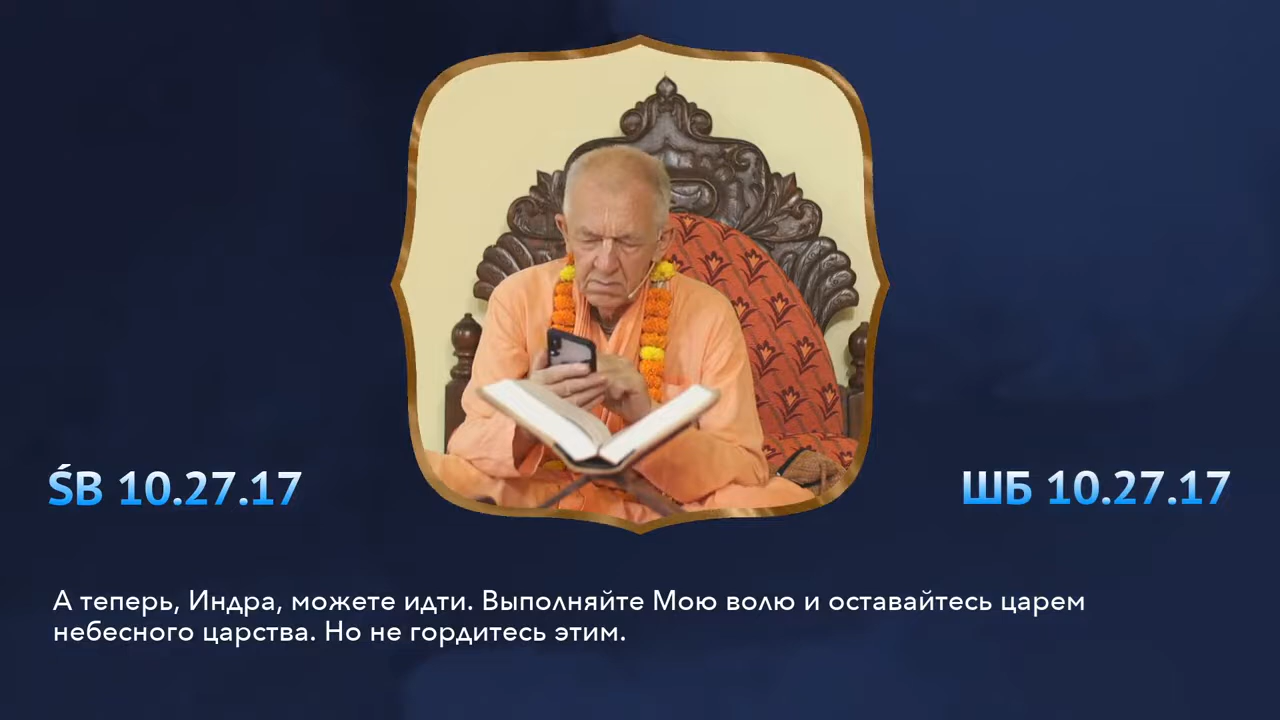 ŚB 10.27.17
ШБ 10.27.17
А теперь, Индра, можете идти. Выполняйте Мою волю и оставайтесь царем
небесного царства. Но не гордитесь этим.